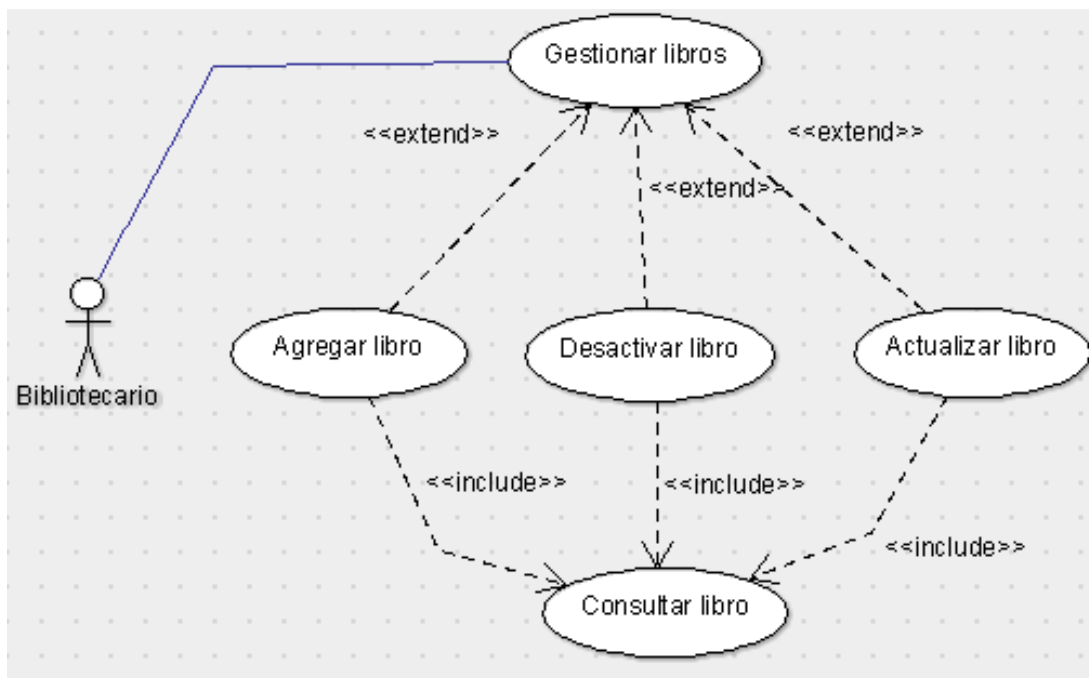 Gestionar libros
<<extend>>
<<extend>>
<<extend>>
Agregar libro
Desactivar libro
Actualizar libro
Bibliotecario
<<include>>
<<include>>
<<include>>
Consultar libro